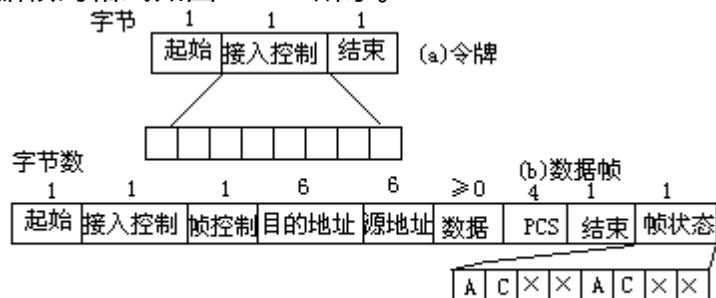 字节 1 1 1
起始 接入控制 结束 (a)令牌
字节数 (b)数据帧
1 1 1 6 6 ≥0 4 1 1
起始 接入控制 帧控制 目的地址 源地址 数据 PCS 结束 帧状态
A C × × A C × ×